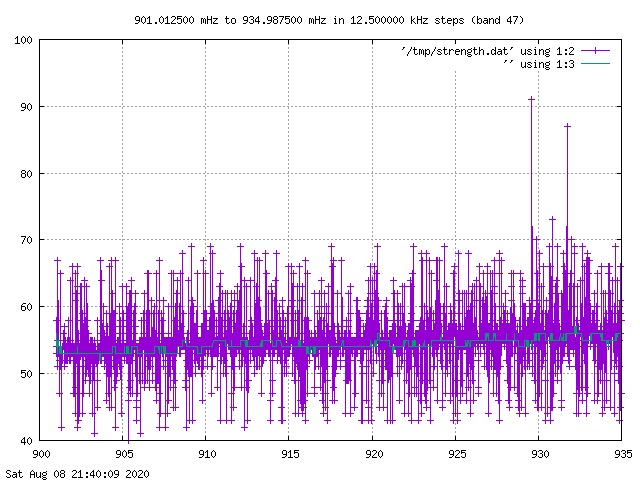 901.012500 mHz to 934.987500 mHz in 12.500000 kHz steps (band 47)
100
'/tmp/strength.dat' using 1:2
'' using 1:3
90
80
70
60
50
40
900 905 910 915 920 925 930 935
Sat Aug 08 21:40:09 2020